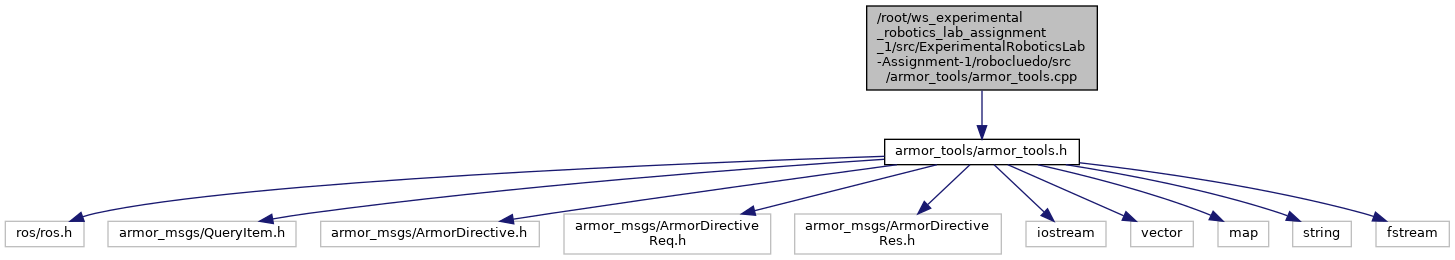 /root/ws_experimental
_robotics_lab_assignment
_1/src/ExperimentalRoboticsLab
-Assignment-1/robocluedo/src
/armor_tools/armor_tools.cpp
armor_tools/armor_tools.h
ros/ros.h
armor_msgs/QueryItem.h
armor_msgs/ArmorDirective.h
armor_msgs/ArmorDirective
Req.h
armor_msgs/ArmorDirective
Res.h
iostream
vector
map
string
fstream